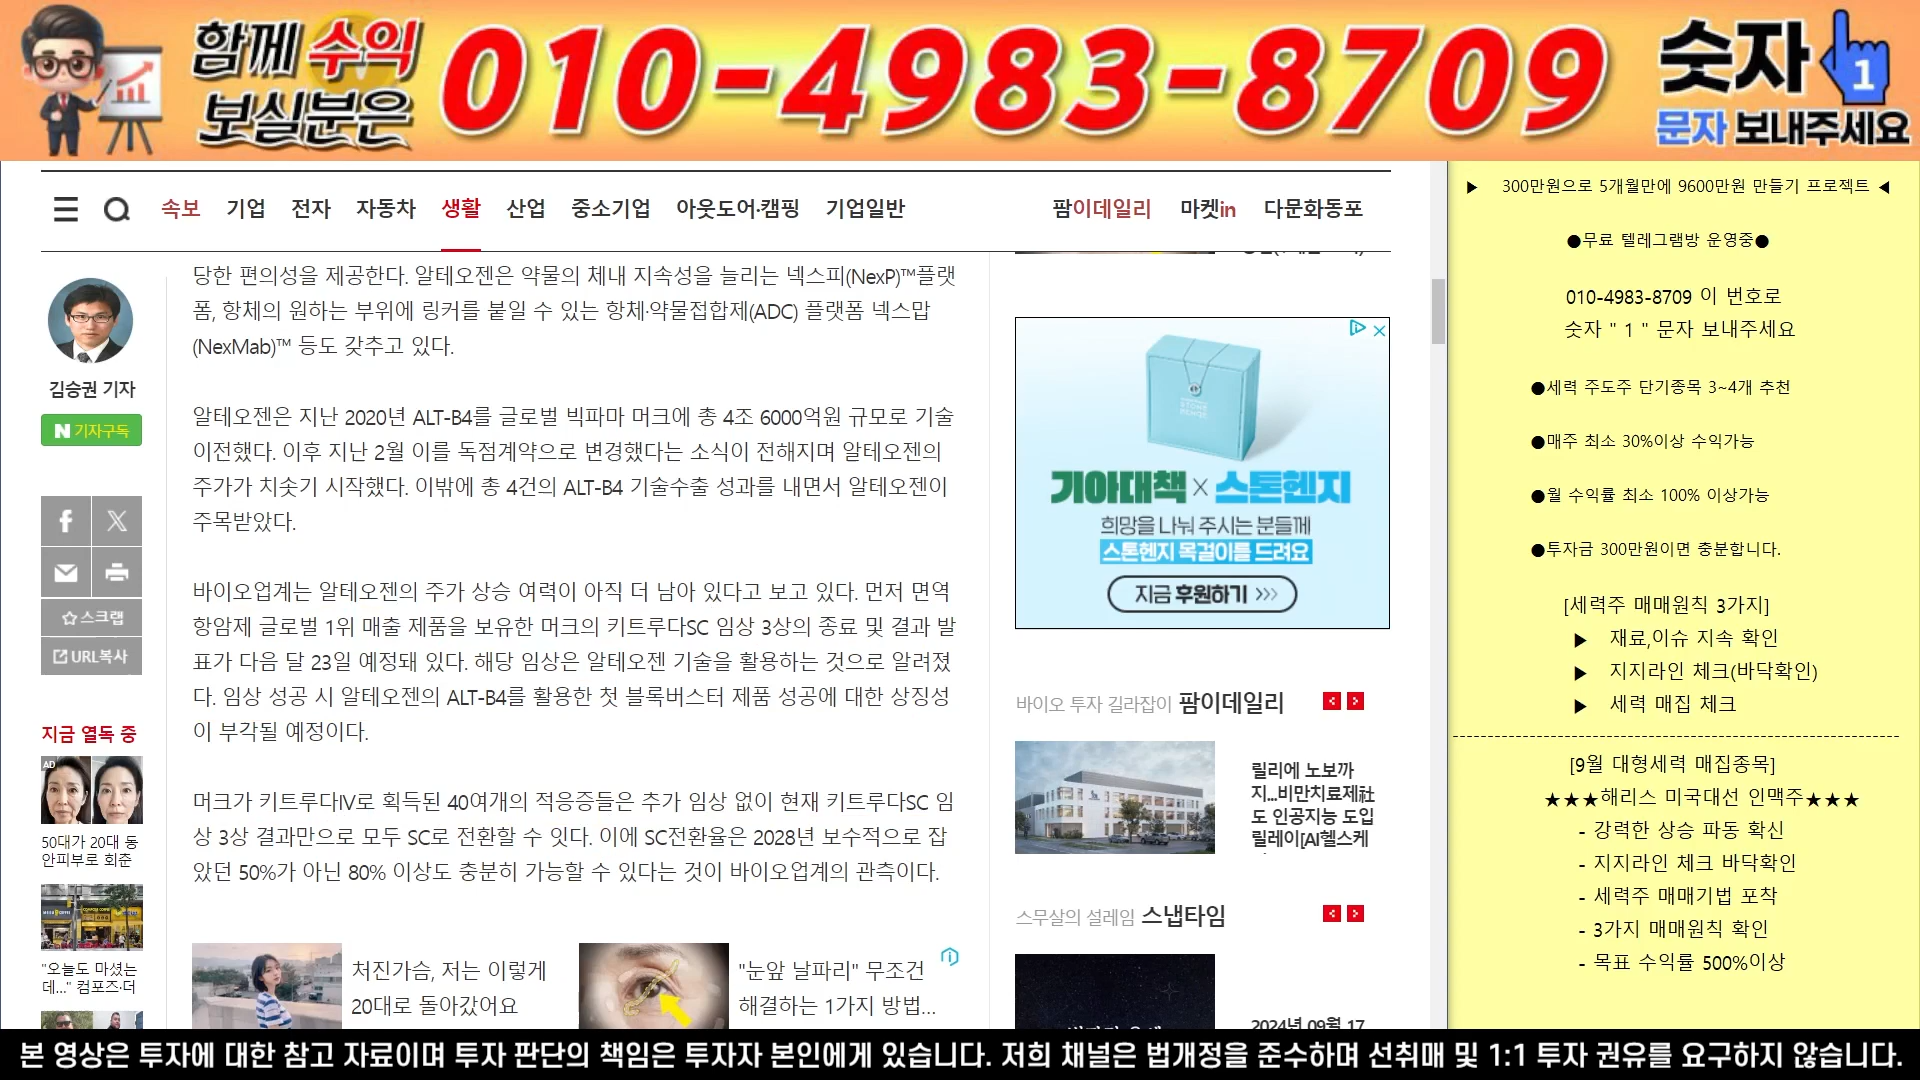 함께 수익
보실분은
010-4983-8709
숫자 1
문자 보내주세요
속보 기업 전자 자동차 생활 산업 중소기업 아웃도어·캠핑 기업일반
팜이데일리 마켓in 다문화동포
김승권 기자
N 기자구독
스크랩
URL복사
지금 열독 중
AD
50대가 20대 동
안피부로 회춘
"오늘도 마셨는
데..." 컴포즈·더
당한 편의성을 제공한다. 알테오젠은 약물의 체내 지속성을 늘리는 넥스피(NexP)™플랫
폼, 항체의 원하는 부위에 링커를 붙일 수 있는 항체·약물접합제(ADC) 플랫폼 넥스맙
(NexMab)™ 등도 갖추고 있다.
알테오젠은 지난 2020년 ALT-B4를 글로벌 빅파마 머크에 총 4조 6000억원 규모로 기술
이전했다. 이후 지난 2월 이를 독점계약으로 변경했다는 소식이 전해지며 알테오젠의
주가가 치솟기 시작했다. 이밖에 총 4건의 ALT-B4 기술수출 성과를 내면서 알테오젠이
주목받았다.
바이오업계는 알테오젠의 주가 상승 여력이 아직 더 남아 있다고 보고 있다. 먼저 면역
항암제 글로벌 1위 매출 제품을 보유한 머크의 키트루다SC 임상 3상의 종료 및 결과 발
표가 다음 달 23일 예정돼 있다. 해당 임상은 알테오젠 기술을 활용하는 것으로 알려졌
다. 임상 성공 시 알테오젠의 ALT-B4를 활용한 첫 블록버스터 제품 성공에 대한 상징성
이 부각될 예정이다.
머크가 키트루다IV로 획득된 40여개의 적응증들은 추가 임상 없이 현재 키트루다SC 임
상 3상 결과만으로 모두 SC로 전환할 수 잇다. 이에 SC전환율은 2028년 보수적으로 잡
았던 50%가 아닌 80% 이상도 충분히 가능할 수 있다는 것이 바이오업계의 관측이다.
처진가슴, 저는 이렇게
20대로 돌아갔어요
"눈앞 날파리" 무조건
해결하는 1가지 방법...
기아대책 X 스톤헨지
희망을 나눠 주시는 분들께
스톤헨지 목걸이를 드려요
지금 후원하기 >>>
바이오 투자 길라잡이 팜이데일리
릴리에 노보까
지...비만치료제社
도 인공지능 도입
릴레이[AI헬스케
스무살의 설레임 스냅타임
2024년 09월 17
▶ 300만원으로 5개월만에 9600만원 만들기 프로젝트 ◀
●무료 텔레그램방 운영중●
010-4983-8709 이 번호로
숫자 " 1 " 문자 보내주세요
●세력 주도주 단기종목 3~4개 추천
●매주 최소 30%이상 수익가능
●월 수익률 최소 100% 이상가능
●투자금 300만원이면 충분합니다.
[세력주 매매원칙 3가지]
▶ 재료,이슈 지속 확인
▶ 지지라인 체크(바닥확인)
▶ 세력 매집 체크
[9월 대형세력 매집종목]
★★★해리스 미국대선 인맥주★★★
- 강력한 상승 파동 확신
- 지지라인 체크 바닥확인
- 세력주 매매기법 포착
- 3가지 매매원칙 확인
- 목표 수익률 500%이상
본 영상은 투자에 대한 참고 자료이며 투자 판단의 책임은 투자자 본인에게 있습니다. 저희 채널은 법개정을 준수하며 선취매 및 1:1 투자 권유를 요구하지 않습니다.